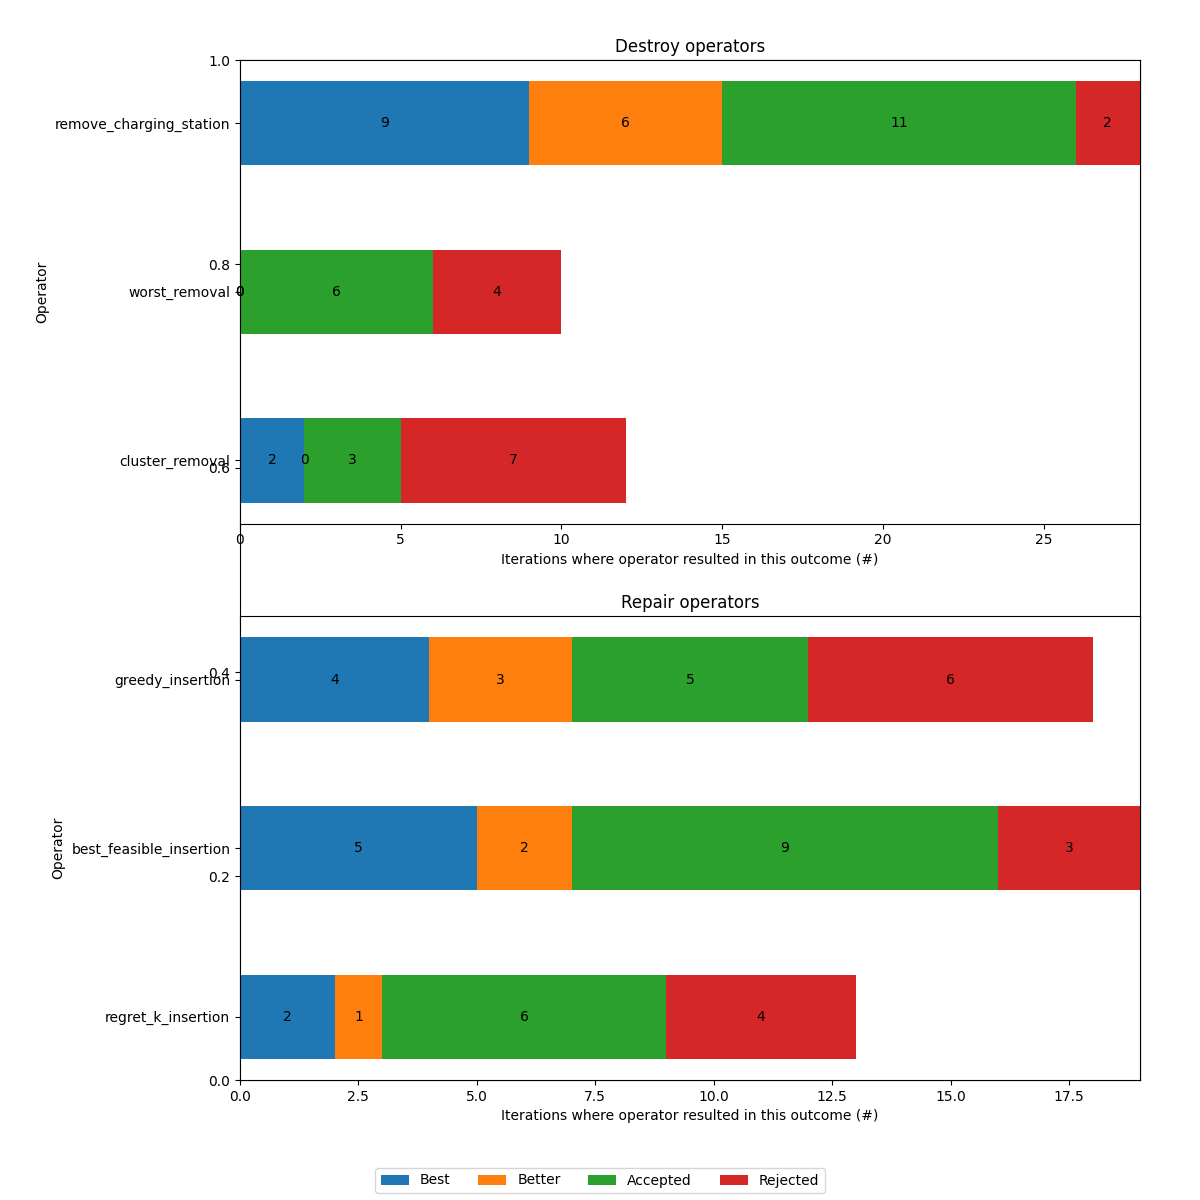 Destroy operators
1.0
remove_charging_station 9 6 11 2
0.8
worst_removal 0 6 4
Operator
cluster_removal 2 0 3 7
0.6
0 5 10 15 20 25
Iterations where operator resulted in this outcome (#)
Repair operators
0.4
greedy_insertion 4 3 5 6
best_feasible_insertion 5 2 9 3
Operator
0.2
regret_k_insertion 2 1 6 4
0.0
0.0 2.5 5.0 7.5 10.0 12.5 15.0 17.5
Iterations where operator resulted in this outcome (#)
Best Better Accepted Rejected